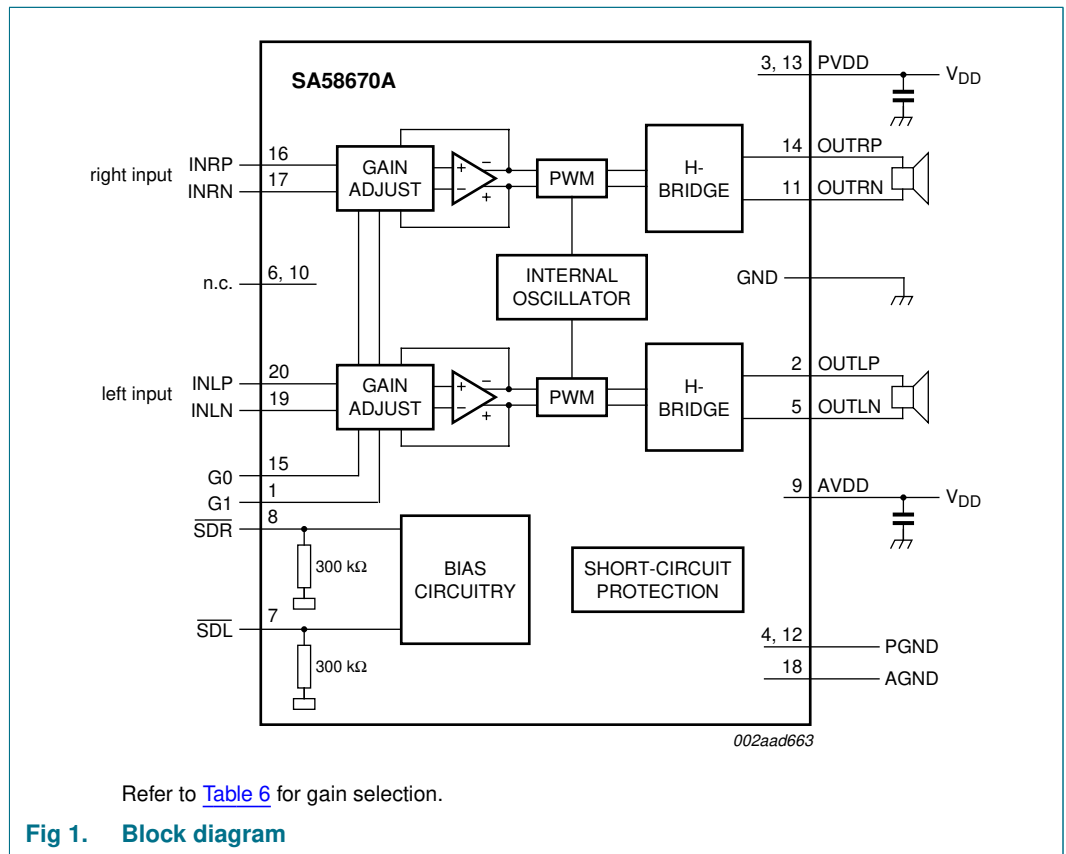 SA58670A
3, 13 PVDD
VDD
right input
INRP 16
INRN 17
GAIN
ADJUST
+ −
− +
PWM
H-
BRIDGE
14 OUTRP
11 OUTRN
n.c. 6, 10
INTERNAL
OSCILLATOR
GND
left input
INLP 20
INLN 19
GAIN
ADJUST
+ −
− +
PWM
H-
BRIDGE
2 OUTLP
5 OUTLN
G0 15
G1 1
9 AVDD
VDD
SDR 8
300 kΩ
BIAS
CIRCUITRY
SHORT-CIRCUIT
PROTECTION
SDL 7
300 kΩ
4, 12 PGND
18 AGND
002aad663
Refer to Table 6 for gain selection.
Fig 1. Block diagram